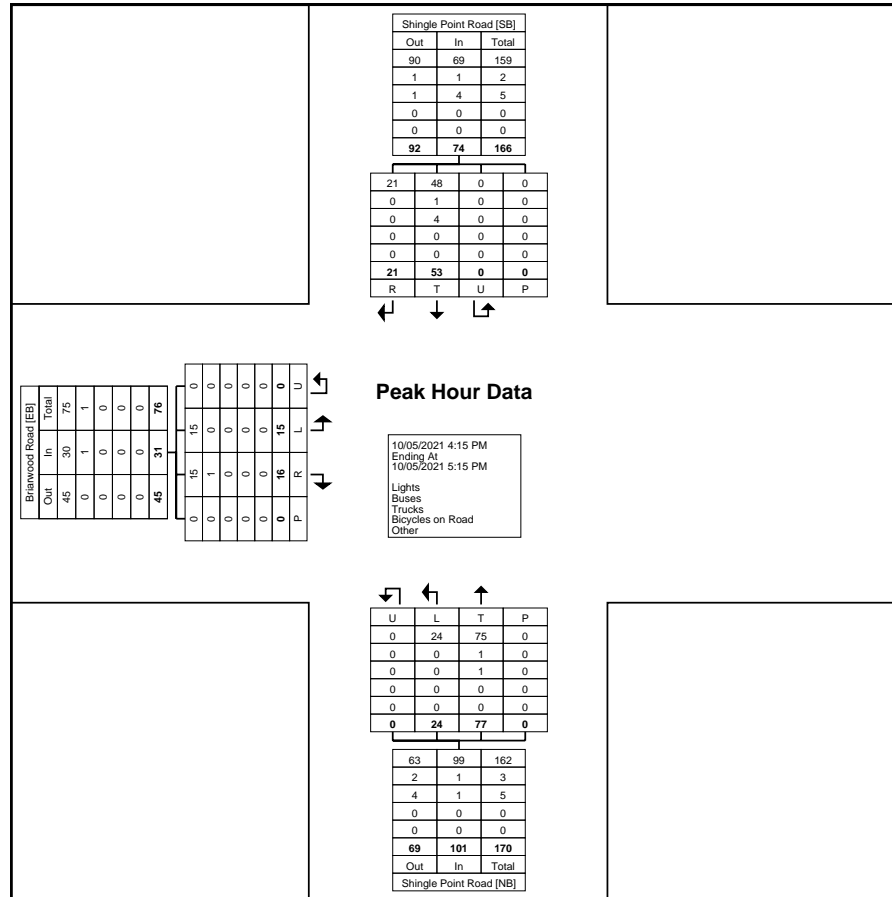 Shingle Point Road [SB]
Out In Total
90 69 159
1 1 2
1 4 5
0 0 0
0 0 0
92 74 166
21 48 0 0
0 1 0 0
0 4 0 0
0 0 0 0
0 0 0 0
21 53 0 0
R T U P
Briarwood Road [EB]
Out In Total
45 30 75
0 1 1
0 0 0
0 0 0
0 0 0
45 31 76
0 15 15 0
0 1 0 0
0 0 0 0
0 0 0 0
0 0 0 0
0 16 15 0
P R L U
Peak Hour Data
10/05/2021 4:15 PM
Ending At
10/05/2021 5:15 PM
Lights
Buses
Trucks
Bicycles on Road
Other
U L T P
0 24 75 0
0 0 1 0
0 0 1 0
0 0 0 0
0 0 0 0
0 24 77 0
63 99 162
2 1 3
4 1 5
0 0 0
0 0 0
69 101 170
Out In Total
Shingle Point Road [NB]